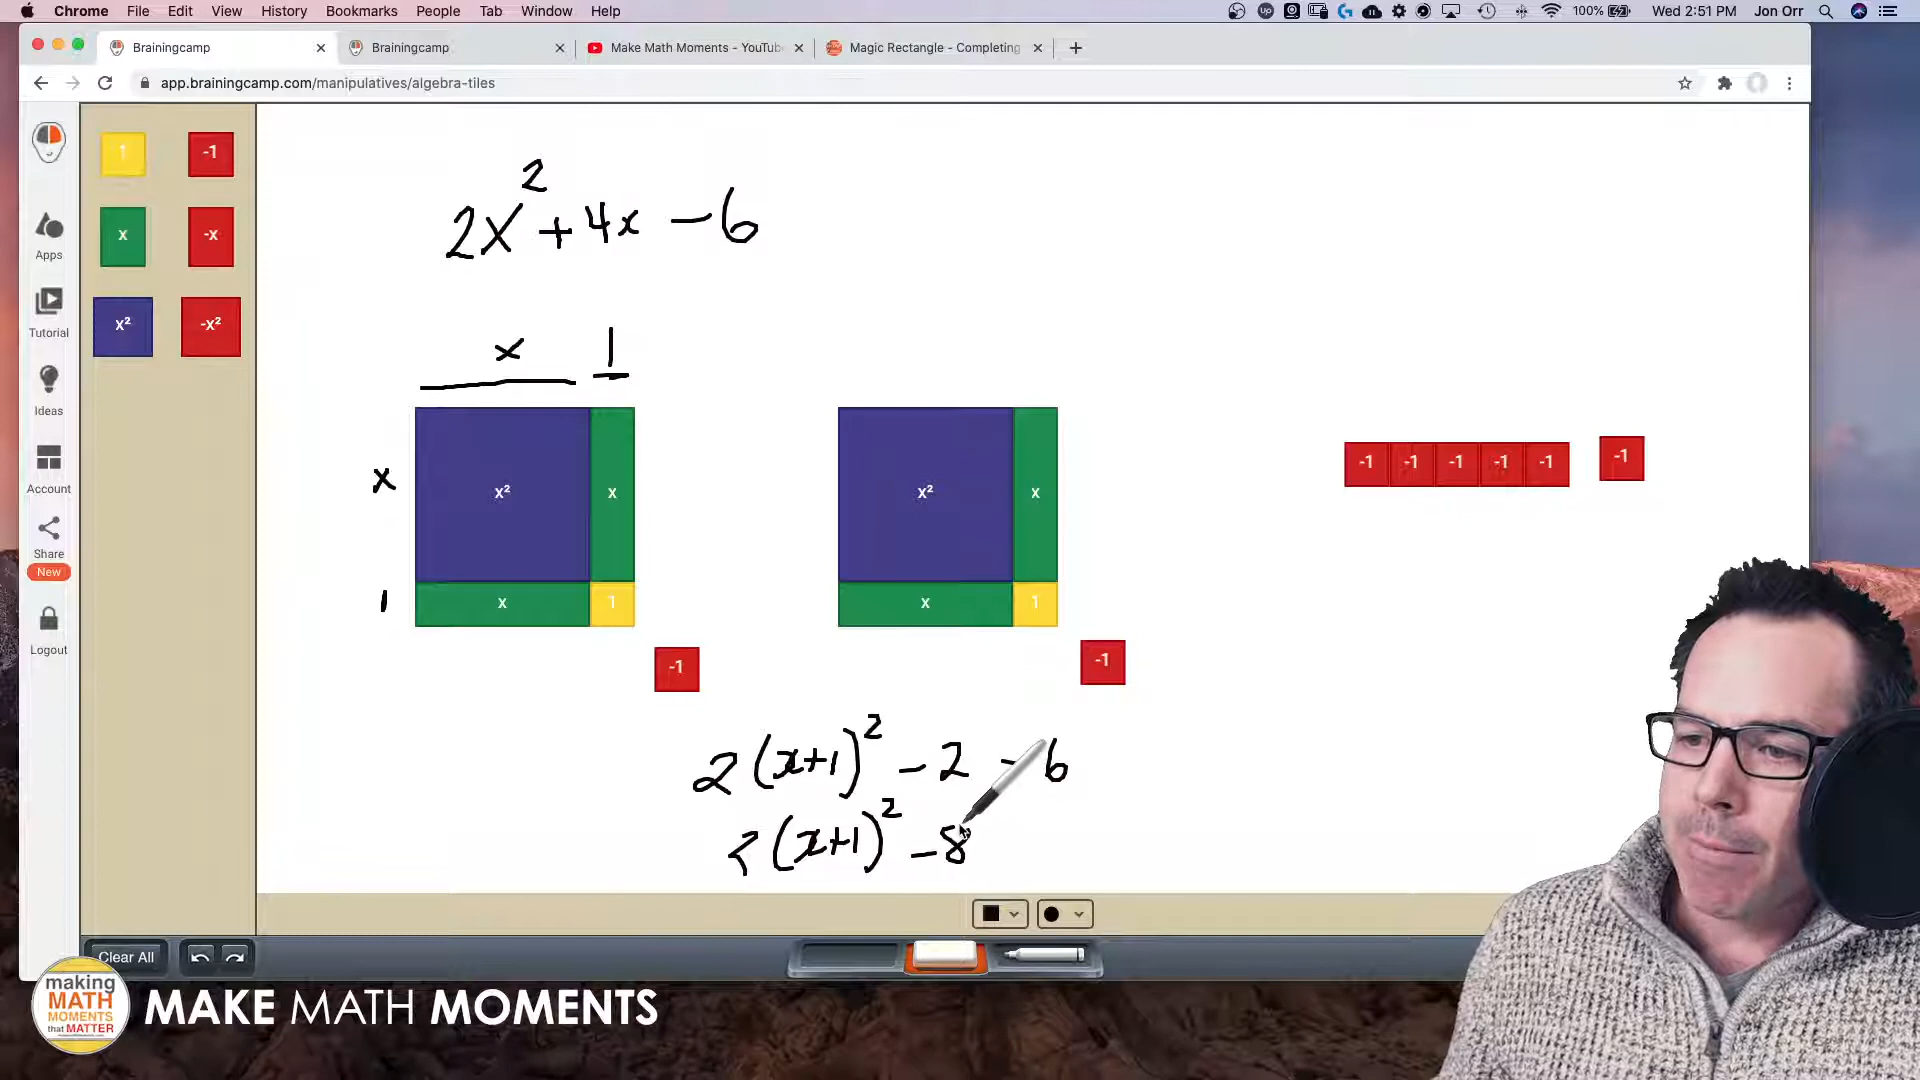 Chrome File Edit View History Bookmarks People Tab Window Help
100% Wed 2:51 PM Jon Orr
Brainingcamp
Brainingcamp
Make Math Moments - YouTub
Magic Rectangle - Completing
app.brainingcamp.com/manipulatives/algebra-tiles
Apps
Tutorial
Ideas
Account
Share
New
Logout
1 -1
x -x
x² -x²
2x² + 4x - 6
x 1
x
1
x² x
x 1
-1
x² x
x 1
-1
-1 -1 -1 -1 -1 -1
2(x+1)² - 2 - 6
2(x+1)² - 8
Clear All
making
MATH
MOMENTS
that MATTER
MAKE MATH MOMENTS